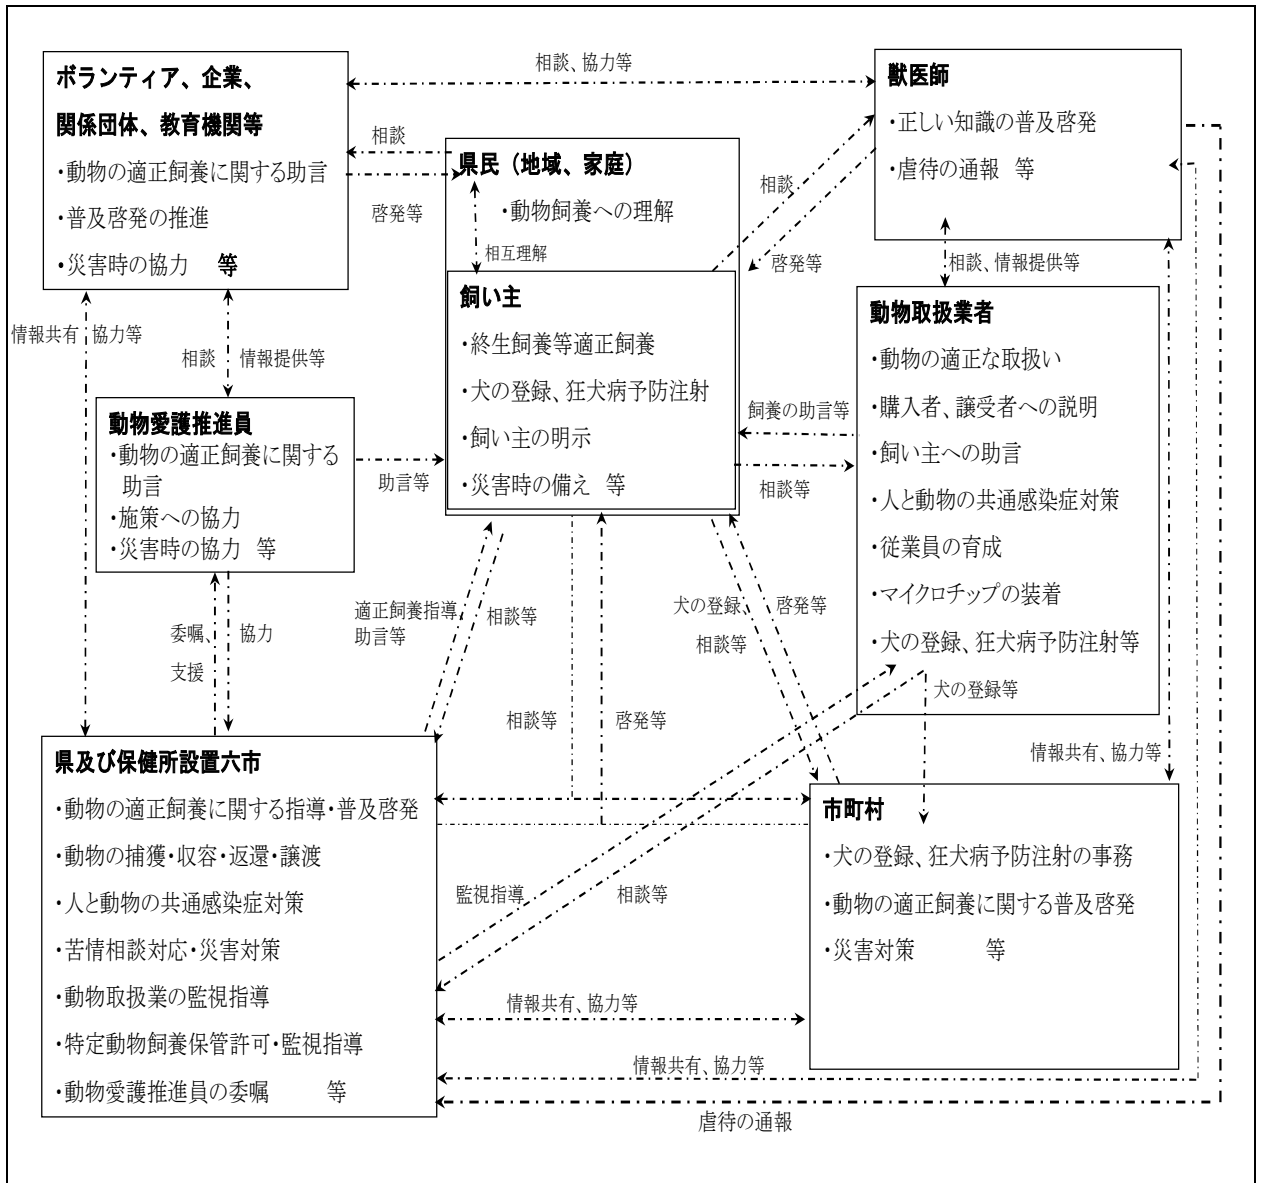 ボランティア、企業、
関係団体、教育機関等
・動物の適正飼養に関する助言
・普及啓発の推進
・災害時の協力　等
相談、協力等
獣医師
・正しい知識の普及啓発
・虐待の通報　等
相談
啓発等
県民（地域、家庭）
・動物飼養への理解
相互理解
相談
啓発等
相談、情報提供等
飼い主
・終生飼養等適正飼養
・犬の登録、狂犬病予防注射
・飼い主の明示
・災害時の備え　等
動物取扱業者
・動物の適正な取扱い
・購入者、譲受者への説明
・飼い主への助言
・人と動物の共通感染症対策
・従業員の育成
・マイクロチップの装着
・犬の登録、狂犬病予防注射等
情報共有　協力等
相談　情報提供等
動物愛護推進員
・動物の適正飼養に関する
助言
・施策への協力
・災害時の協力　等
助言等
飼養の助言等
相談等
委嘱、
支援
協力
適正飼養指導、
助言等
相談等
犬の登録、
相談等
啓発等
相談等
啓発等
犬の登録等
情報共有、協力等
県及び保健所設置六市
・動物の適正飼養に関する指導・普及啓発
・動物の捕獲・収容・返還・譲渡
・人と動物の共通感染症対策
・苦情相談対応・災害対策
・動物取扱業の監視指導
・特定動物飼養保管許可・監視指導
・動物愛護推進員の委嘱　　等
監視指導
相談等
市町村
・犬の登録、狂犬病予防注射の事務
・動物の適正飼養に関する普及啓発
・災害対策　　　等
情報共有、協力等
情報共有、協力等
虐待の通報